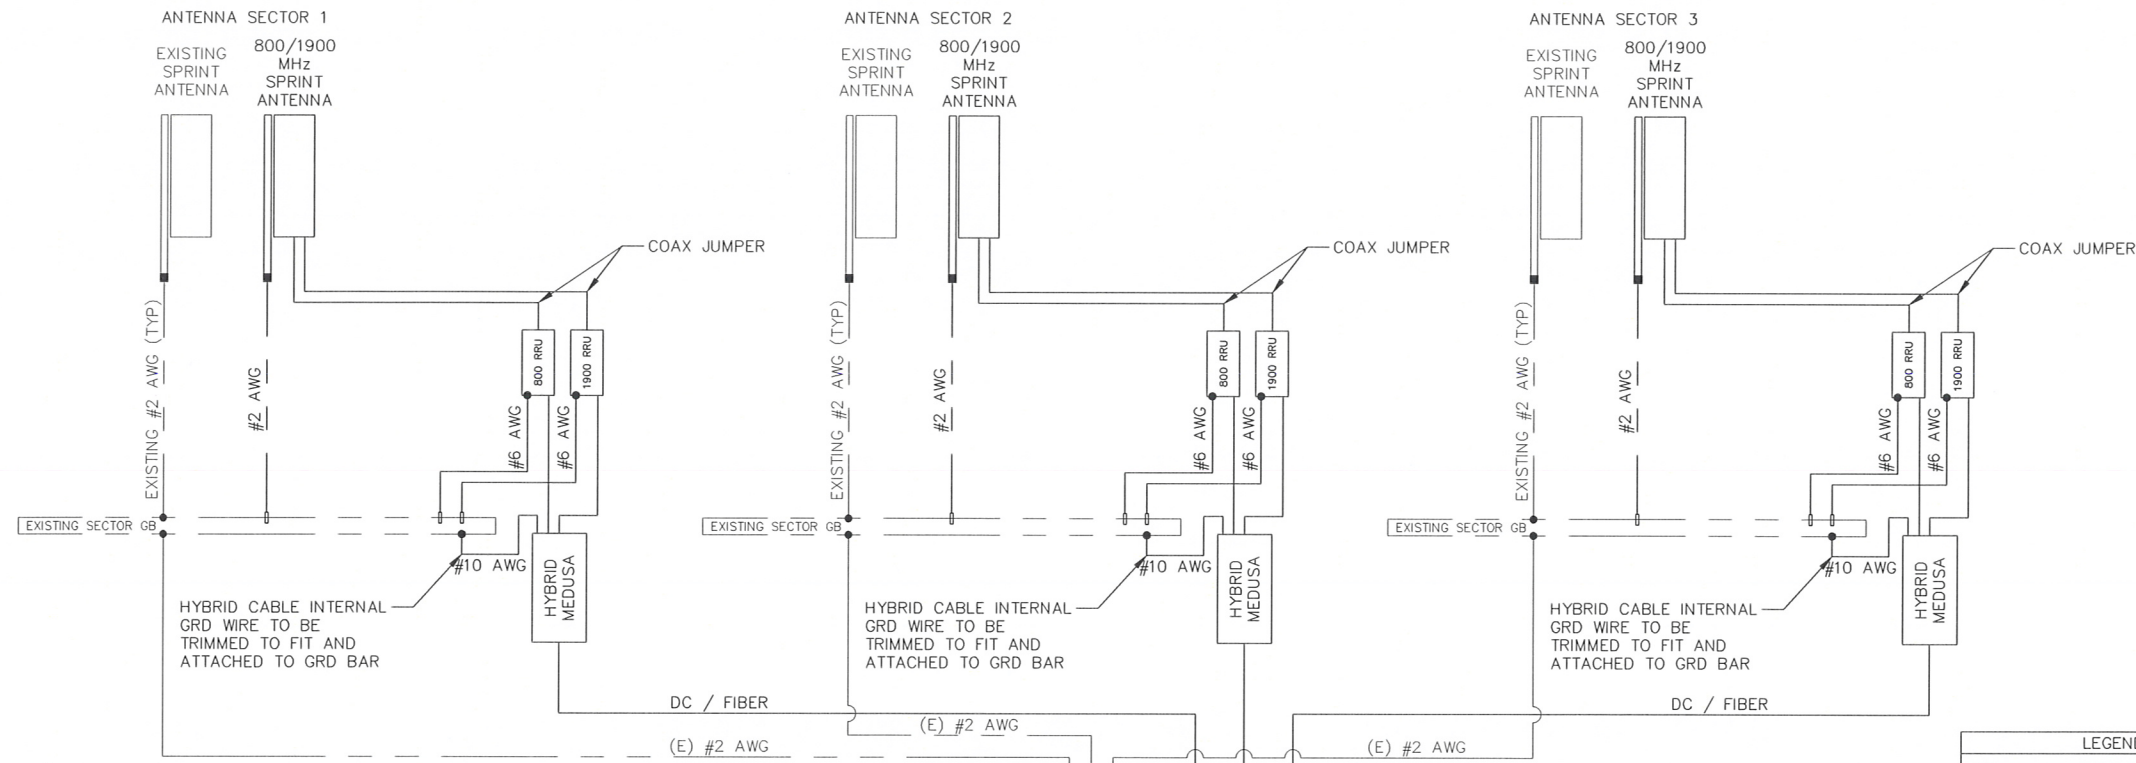 ANTENNA SECTOR 1
EXISTING
SPRINT
ANTENNA
800/1900
MHz
SPRINT
ANTENNA
COAX JUMPER
EXISTING #2 AWG (TYP)
#2 AWG
800 RRU
1900 RRU
#6 AWG
#6 AWG
EXISTING SECTOR GB
#10 AWG
HYBRID
MEDUSA
HYBRID CABLE INTERNAL
GRD WIRE TO BE
TRIMMED TO FIT AND
ATTACHED TO GRD BAR
DC / FIBER
(E) #2 AWG
ANTENNA SECTOR 2
EXISTING
SPRINT
ANTENNA
800/1900
MHz
SPRINT
ANTENNA
COAX JUMPER
EXISTING #2 AWG (TYP)
#2 AWG
800 RRU
1900 RRU
#6 AWG
#6 AWG
EXISTING SECTOR GB
#10 AWG
HYBRID
MEDUSA
HYBRID CABLE INTERNAL
GRD WIRE TO BE
TRIMMED TO FIT AND
ATTACHED TO GRD BAR
(E) #2 AWG
ANTENNA SECTOR 3
EXISTING
SPRINT
ANTENNA
800/1900
MHz
SPRINT
ANTENNA
COAX JUMPER
EXISTING #2 AWG (TYP)
#2 AWG
800 RRU
1900 RRU
#6 AWG
#6 AWG
EXISTING SECTOR GB
#10 AWG
HYBRID
MEDUSA
HYBRID CABLE INTERNAL
GRD WIRE TO BE
TRIMMED TO FIT AND
ATTACHED TO GRD BAR
DC / FIBER
(E) #2 AWG